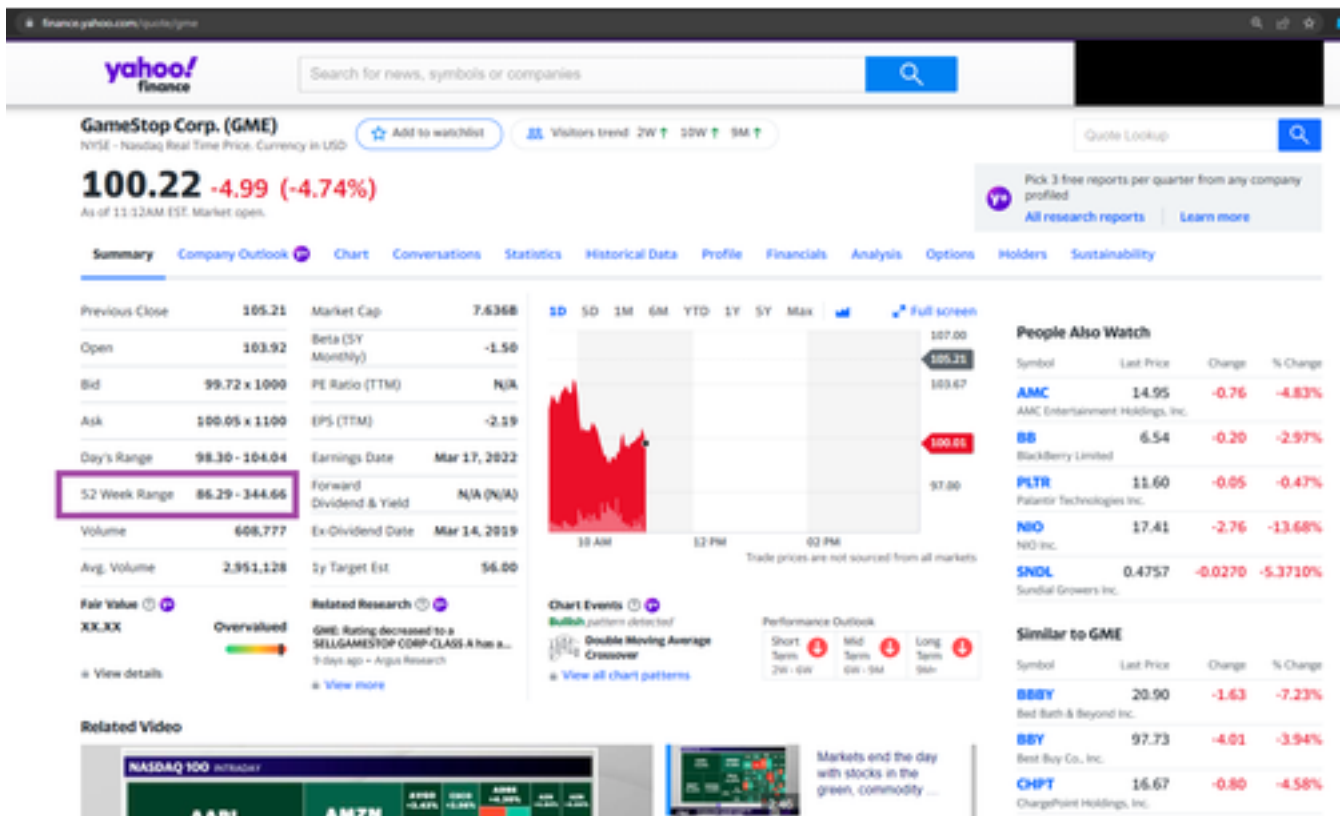 finance.yahoo.com/quote/gme
yahoo!
finance
Search for news, symbols or companies
GameStop Corp. (GME)
NYSE - Nasdaq Real Time Price. Currency in USD
Add to watchlist
Visitors trend 2W↑ 10W↑ 9M↑
Quote Lookup
100.22 -4.99 (-4.74%)
As of 11:12AM EST. Market open.
Pick 3 free reports per quarter from any company
profiled
All research reports Learn more
Summary Company Outlook Chart Conversations Statistics Historical Data Profile Financials Analysis Options Holders Sustainability
Previous Close 105.21
Open 103.92
Bid 99.72 x 1000
Ask 100.05 x 1100
Day's Range 98.30 - 104.04
52 Week Range 86.29 - 344.66
Volume 608,777
Avg. Volume 2,951,128
Market Cap 7.636B
Beta (5Y
Monthly) -1.50
PE Ratio (TTM) N/A
EPS (TTM) -2.19
Earnings Date Mar 17, 2022
Forward
Dividend & Yield N/A (N/A)
Ex-Dividend Date Mar 14, 2019
1y Target Est 56.00
1D 5D 1M 6M YTD 1Y 5Y Max Full screen
107.00
105.21
103.67
100.01
97.00
10 AM 12 PM 02 PM
Trade prices are not sourced from all markets
Fair Value
XX.XX Overvalued
View details
Related Research
GME: Rating decreased to a
SELLGAMESTOP CORP-CLASS A has a...
9 days ago - Argus Research
View more
Chart Events
Bullish pattern detected
Double Moving Average
Crossover
View all chart patterns
Performance Outlook
Short
Term
2W - 6W
Mid
Term
6W - 9M
Long
Term
9M+
People Also Watch
Symbol Last Price Change % Change
AMC 14.95 -0.76 -4.83%
AMC Entertainment Holdings, Inc.
BB 6.54 -0.20 -2.97%
BlackBerry Limited
PLTR 11.60 -0.05 -0.47%
Palantir Technologies Inc.
NIO 17.41 -2.76 -13.68%
NIO Inc.
SNDL 0.4757 -0.0270 -5.3710%
Sundial Growers Inc.
Similar to GME
Symbol Last Price Change % Change
BBBY 20.90 -1.63 -7.23%
Bed Bath & Beyond Inc.
BBY 97.73 -4.01 -3.94%
Best Buy Co., Inc.
CHPT 16.67 -0.80 -4.58%
ChargePoint Holdings, Inc.
Related Video
NASDAQ 100 INTRADAY
AAPL
AMZN
2:46
Markets end the day
with stocks in the
green, commodity ...